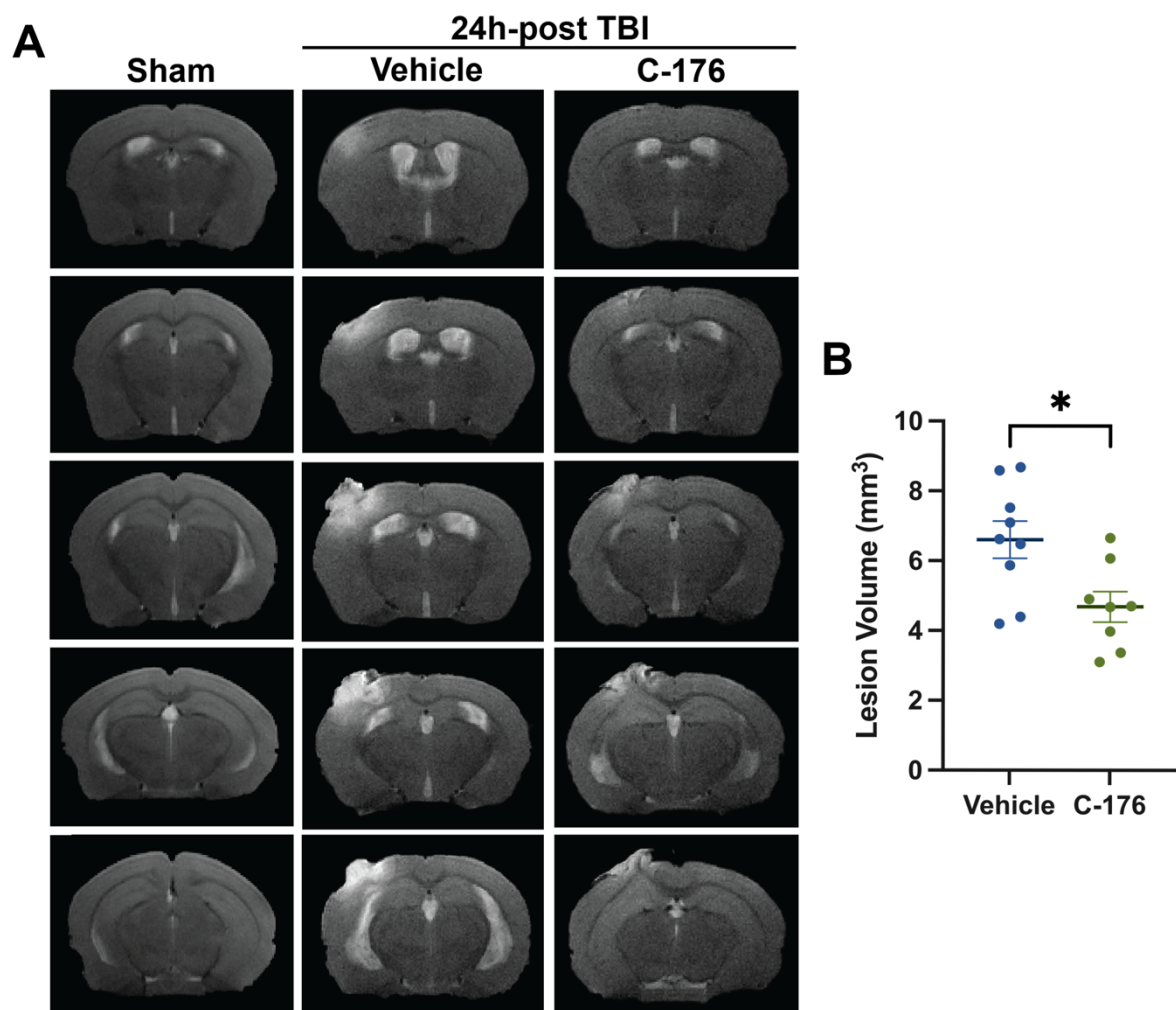 A
24h-post TBI
Sham
Vehicle
C-176
B
*
Lesion Volume (mm³)
10
8
6
4
2
0
Vehicle
C-176